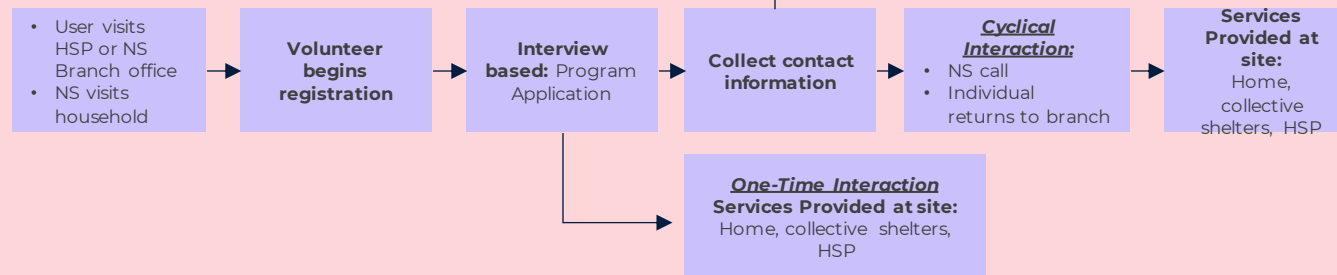 • User visits
HSP or NS
Branch office
• NS visits
household
Volunteer
begins
registration
Interview
based: Program
Application
Collect contact
information
Cyclical
Interaction:
• NS call
• Individual
returns to branch
Services
Provided at
site:
Home,
collective
shelters, HSP
One-Time Interaction
Services Provided at site:
Home, collective shelters,
HSP